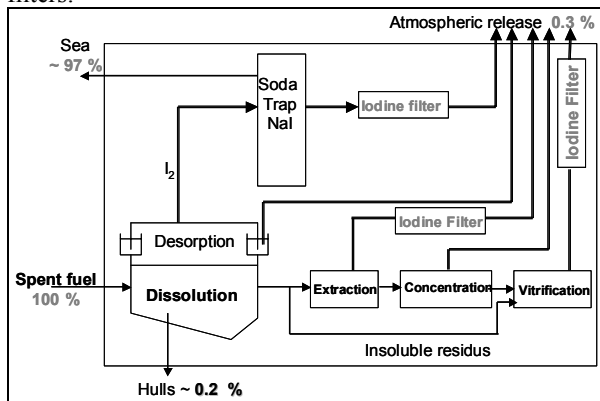 Atmospheric release 0.3 %
Sea
~ 97 %
Soda
Trap
NaI
Iodine filter
Iodine Filter
I2
Iodine Filter
Desorption
Spent fuel
100 %
Dissolution
Extraction
Concentration
Vitrification
Insoluble residus
Hulls ~ 0.2 %